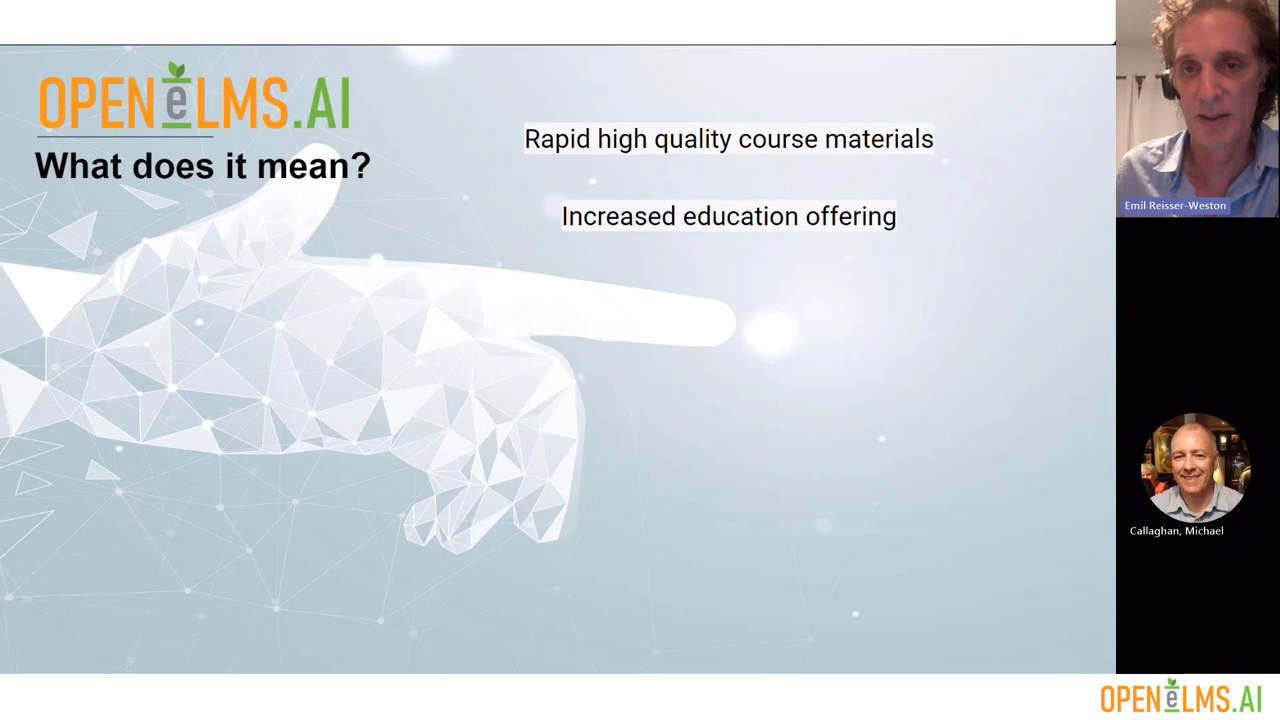 OPENeLMS.AI
What does it mean?
Rapid high quality course materials
Increased education offering
Emil Reisser-Weston
Callaghan, Michael
OPENeLMS.AI